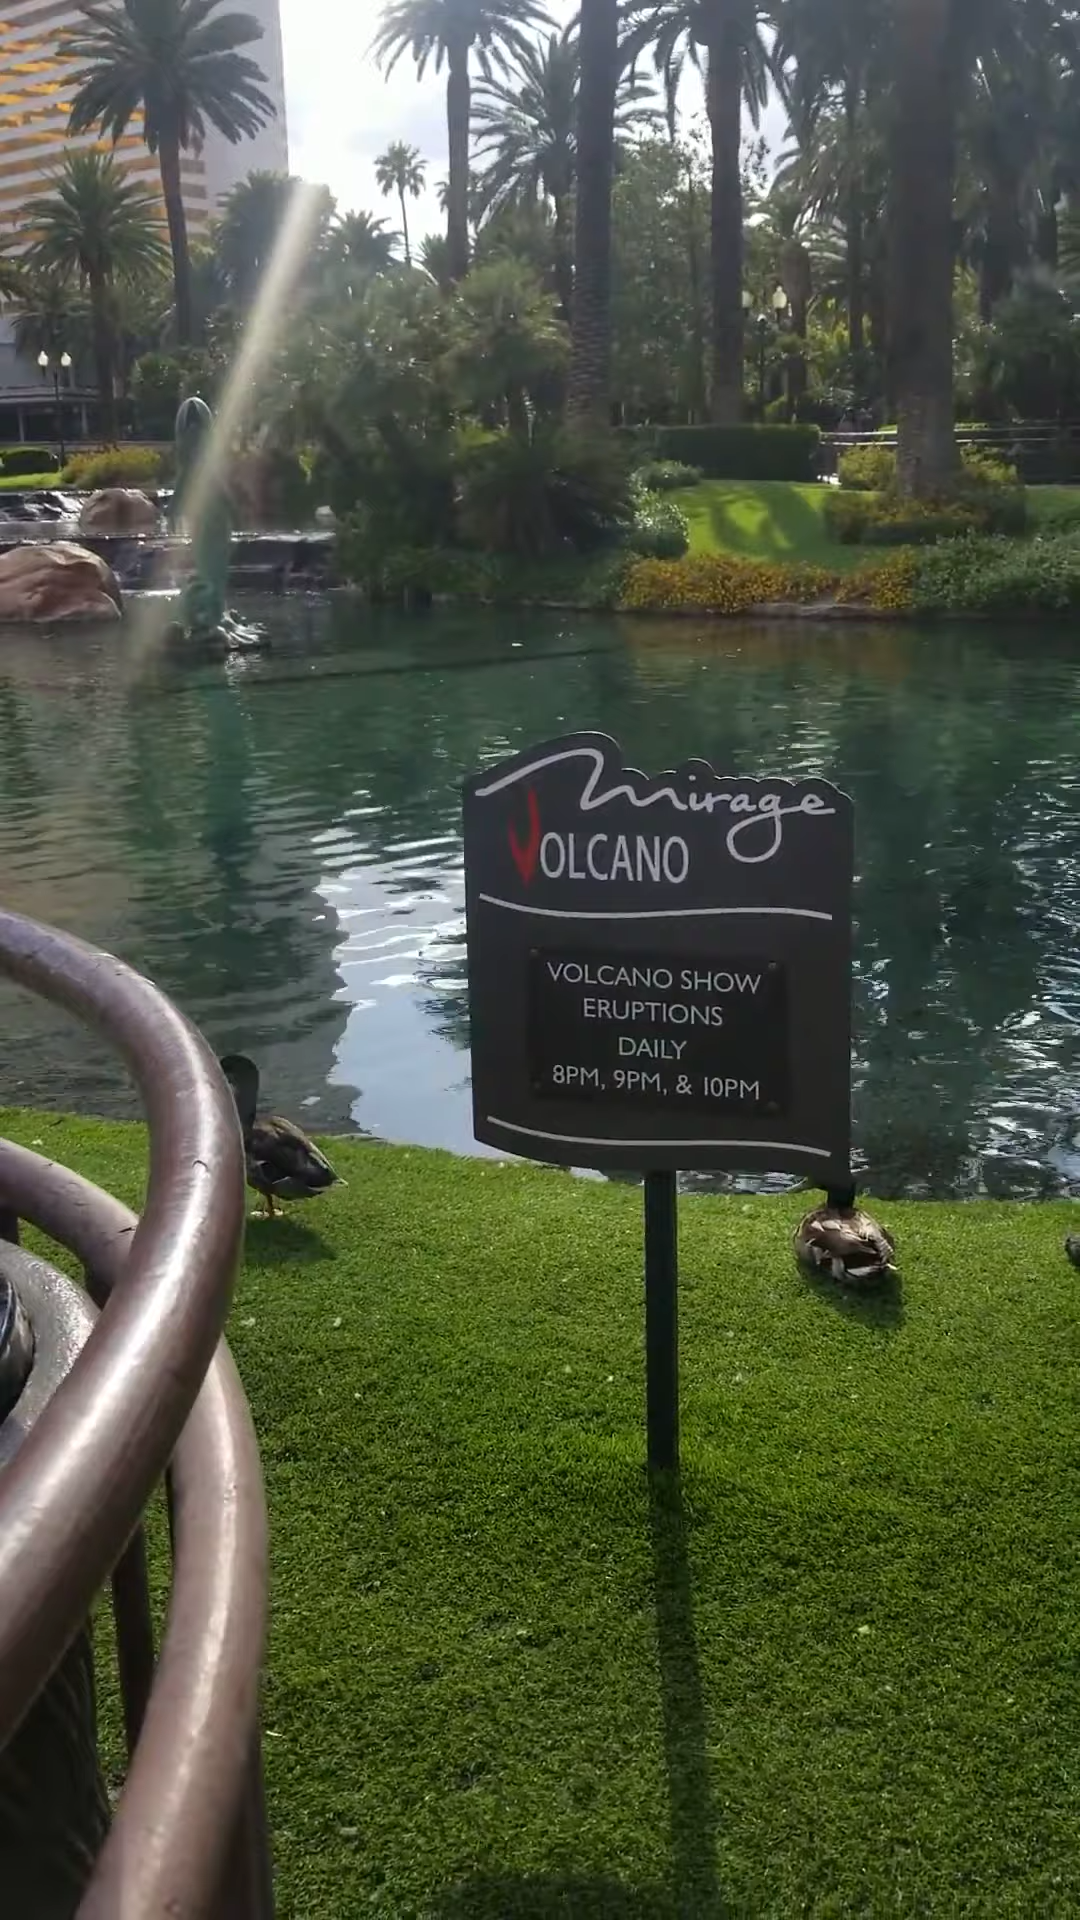 Mirage
VOLCANO
VOLCANO SHOW
ERUPTIONS
DAILY
8PM, 9PM, & 10PM